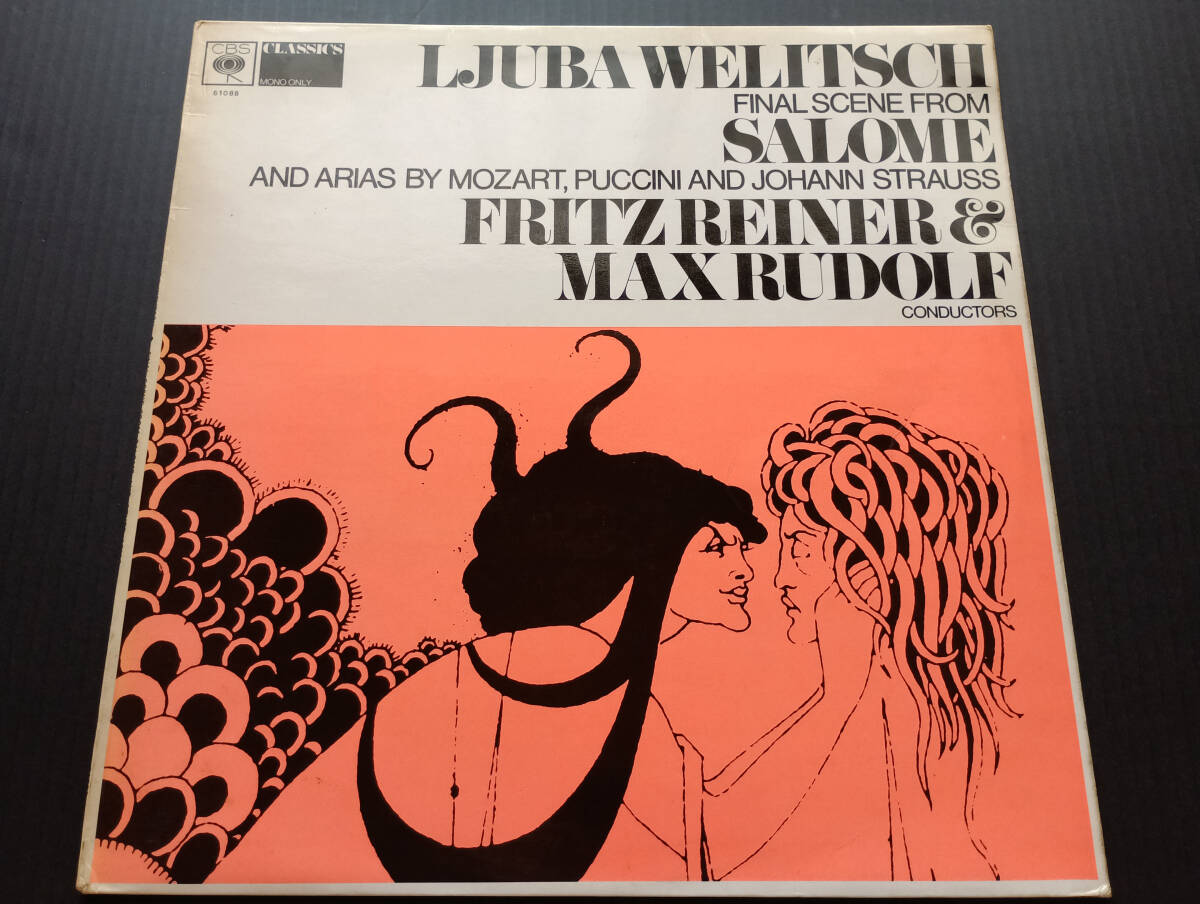 CBS
CLASSICS
MONO ONLY
61088
LJUBA WELITSCH
FINAL SCENE FROM
SALOME
AND ARIAS BY MOZART, PUCCINI AND JOHANN STRAUSS
FRITZ REINER &
MAX RUDOLF
CONDUCTORS